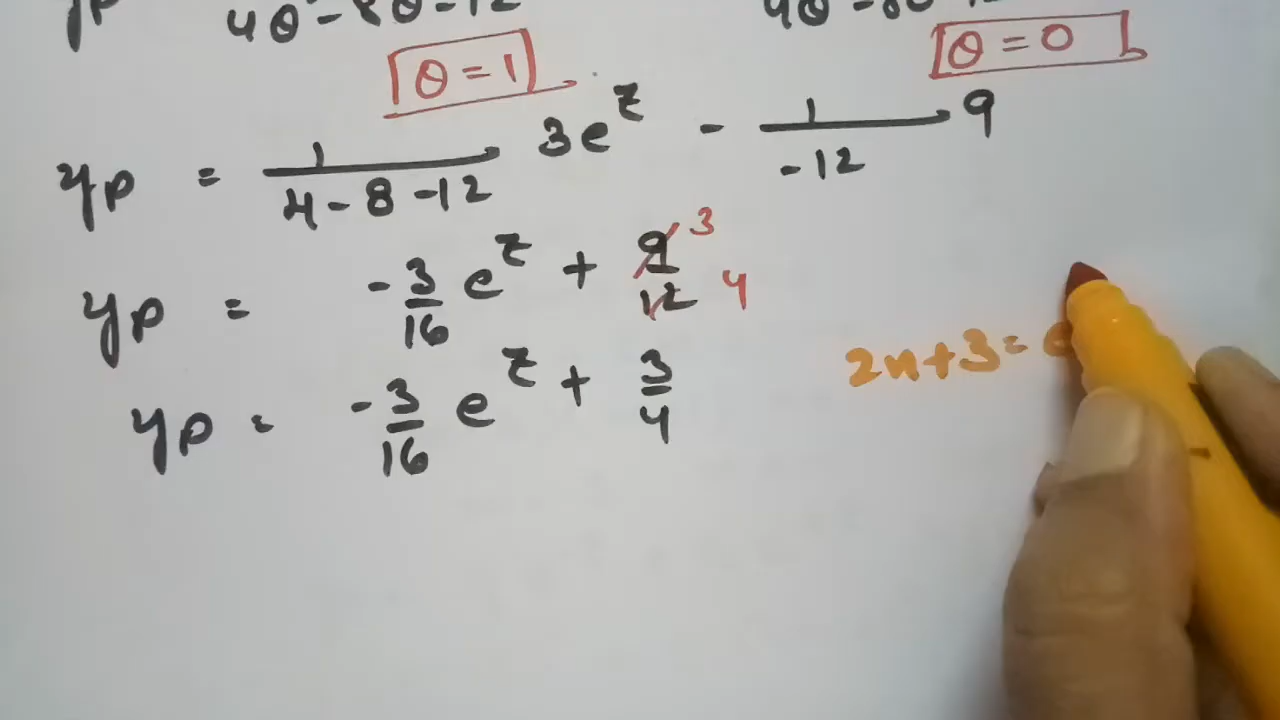 θ = 1 θ = 0
yp = 1/(4 - 8 - 12) 3e^z - 1/(-12) 9
yp = -3/16 e^z + 9/12 3 4
yp = -3/16 e^z + 3/4
2x+3 = e